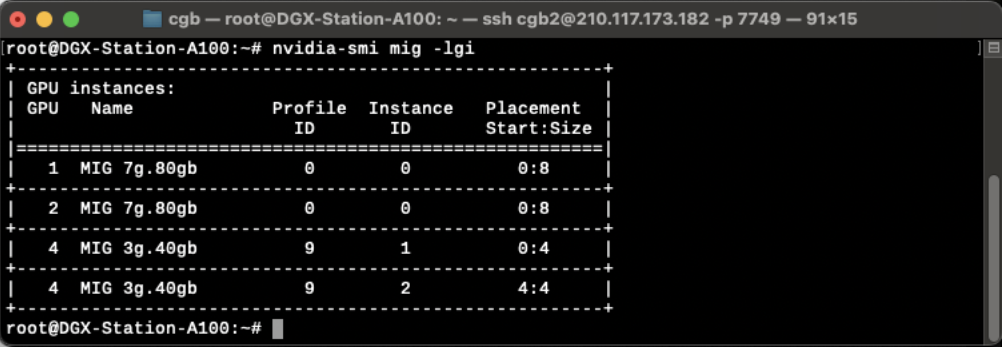 cgb — root@DGX-Station-A100: ~ — ssh cgb2@210.117.173.182 -p 7749 — 91×15
[root@DGX-Station-A100:~# nvidia-smi mig -lgi ]
+-------------------------------------------------------+
| GPU instances:                                        |
| GPU   Name             Profile  Instance   Placement  |
|                          ID       ID       Start:Size |
|=======================================================|
|   1  MIG 7g.80gb          0        0          0:8     |
+-------------------------------------------------------+
|   2  MIG 7g.80gb          0        0          0:8     |
+-------------------------------------------------------+
|   4  MIG 3g.40gb          9        1          0:4     |
+-------------------------------------------------------+
|   4  MIG 3g.40gb          9        2          4:4     |
+-------------------------------------------------------+
root@DGX-Station-A100:~#